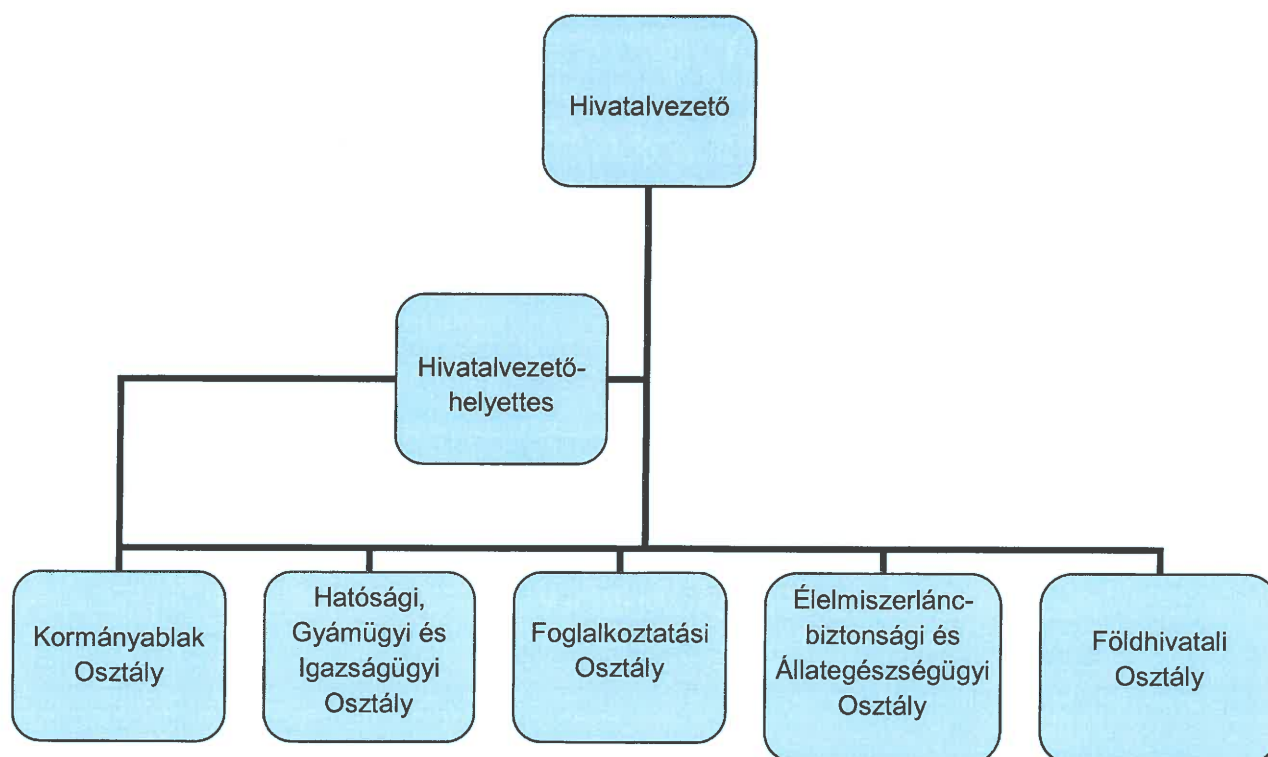 Hivatalvezető
Hivatalvezető-
helyettes
Kormányablak
Osztály
Hatósági,
Gyámügyi és
Igazságügyi
Osztály
Foglalkoztatási
Osztály
Élelmiszerlánc-
biztonsági és
Állategészségügyi
Osztály
Földhivatali
Osztály